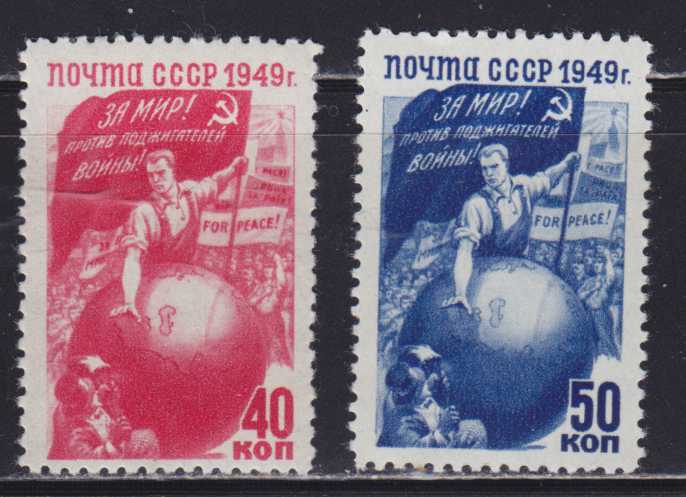 ПОЧТА СССР 1949г.
ЗА МИР!
ПРОТИВ ПОДЖИГАТЕЛЕЙ
ВОЙНЫ!
FOR PEACE!
40
КОП
ПОЧТА СССР 1949г.
ЗА МИР!
ПРОТИВ ПОДЖИГАТЕЛЕЙ
ВОЙНЫ!
FOR PEACE!
50
КОП